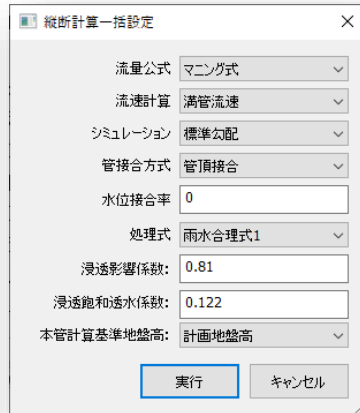 縦断計算一括設定
流量公式 マニング式
流速計算 満管流速
シミュレーション 標準勾配
管接合方式 管頂接合
水位接合率 0
処理式 雨水合理式1
浸透影響係数: 0.81
浸透飽和透水係数: 0.122
本管計算基準地盤高: 計画地盤高
実行 キャンセル